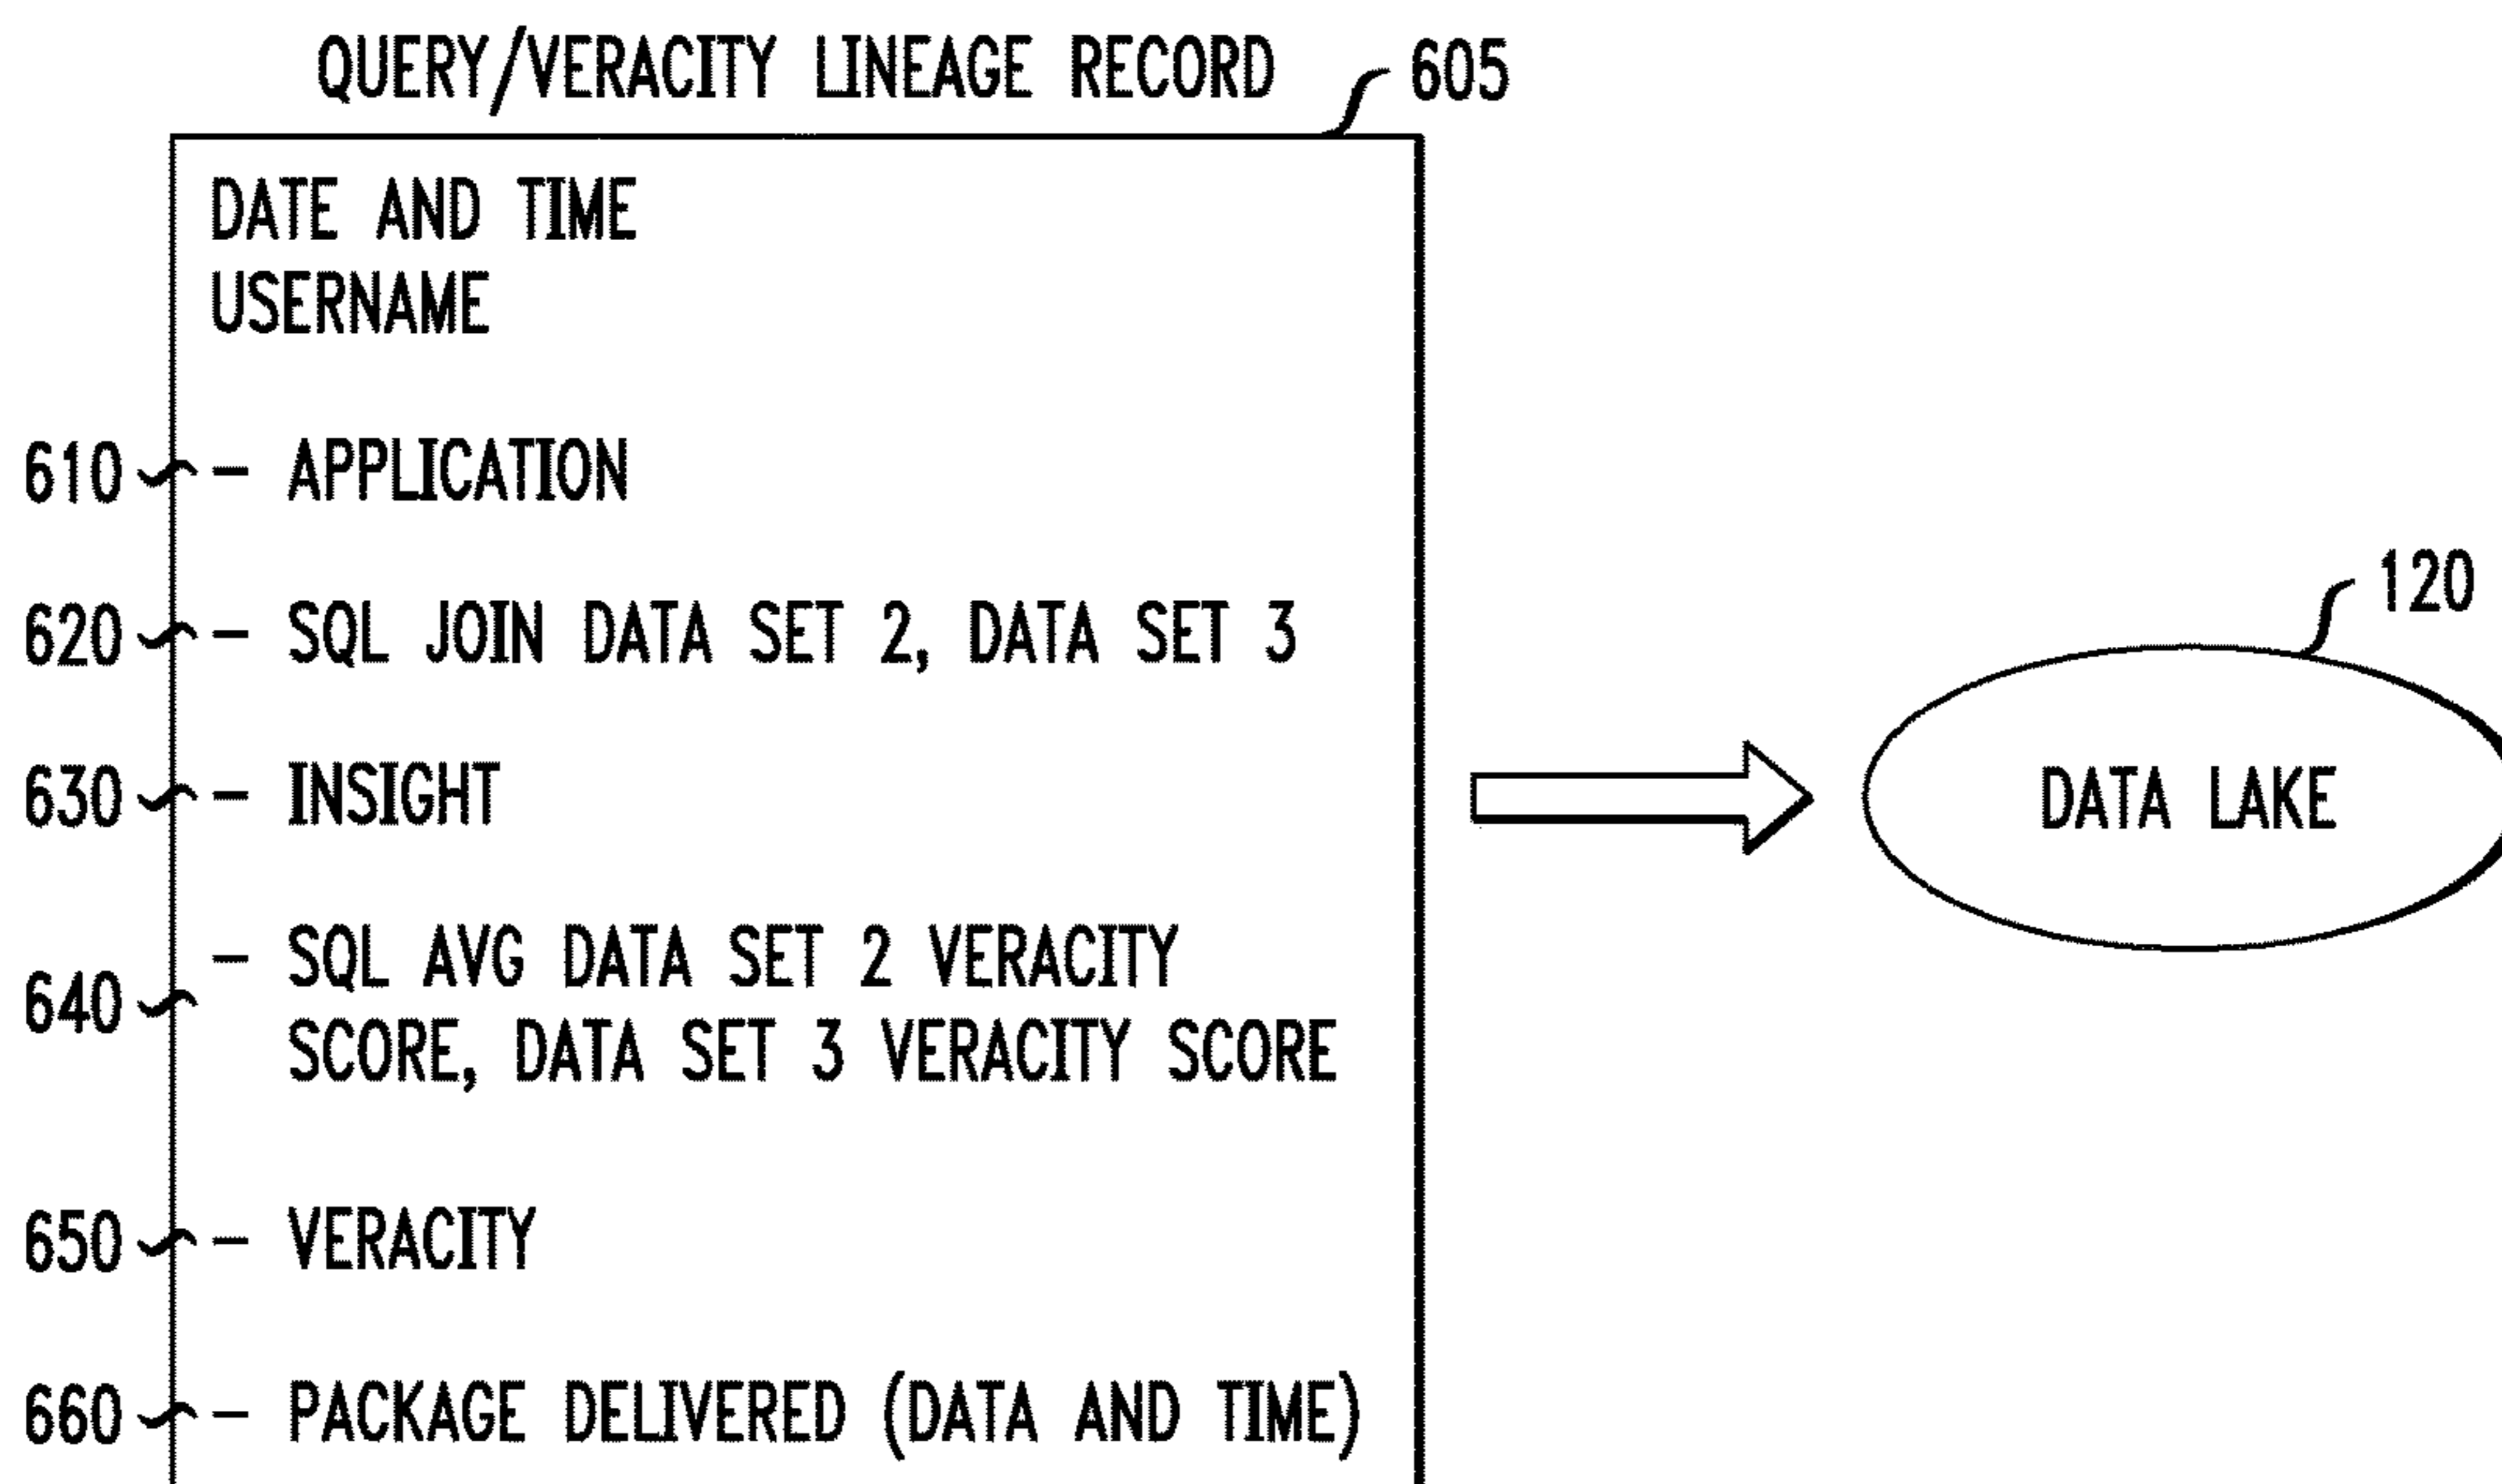 QUERY/VERACITY LINEAGE RECORD
605
DATE AND TIME
USERNAME
610 - APPLICATION
620 - SQL JOIN DATA SET 2, DATA SET 3
630 - INSIGHT
640 - SQL AVG DATA SET 2 VERACITY
SCORE, DATA SET 3 VERACITY SCORE
650 - VERACITY
660 - PACKAGE DELIVERED (DATA AND TIME)
120
DATA LAKE